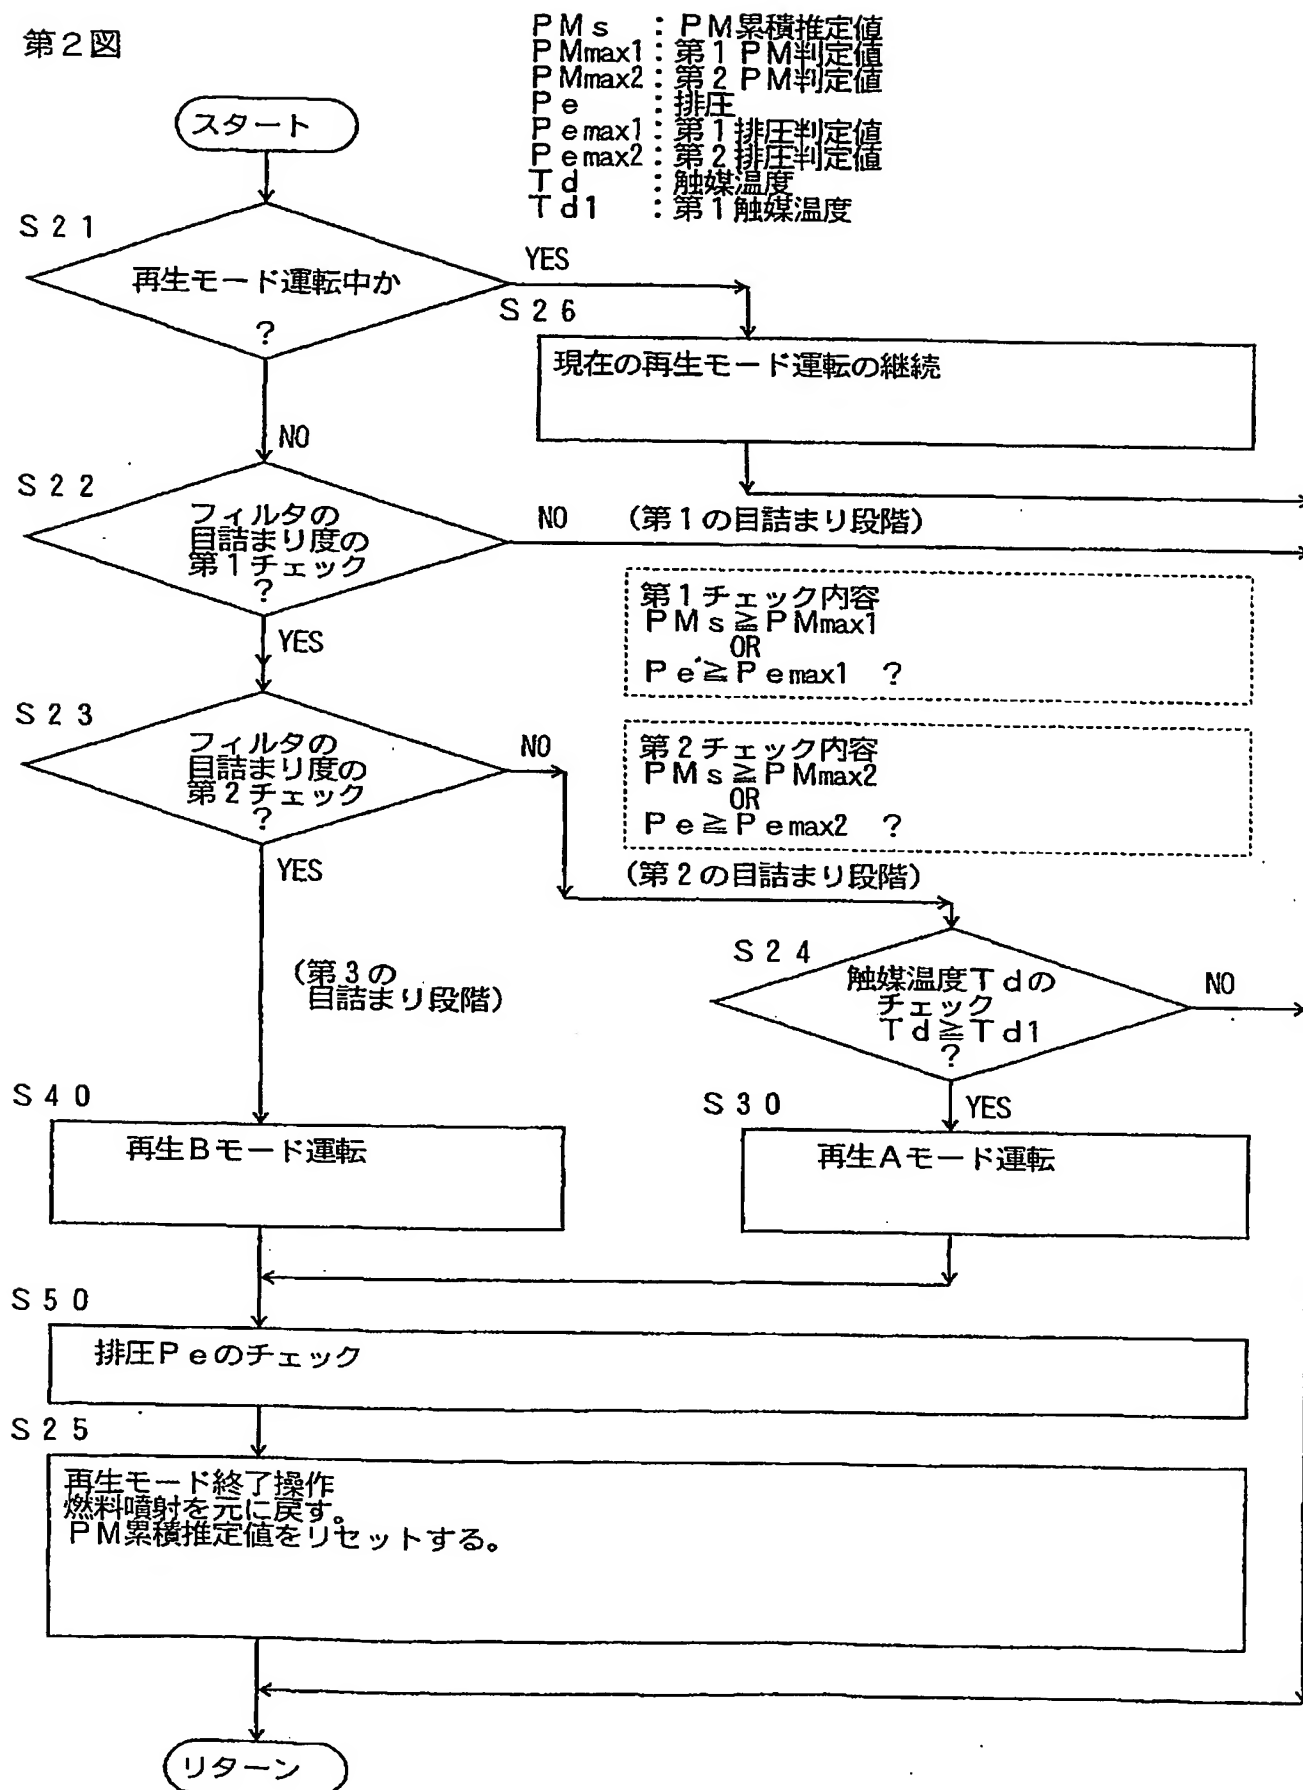 第2図
PMs : PM累積推定値
PMmax1 : 第1PM判定値
PMmax2 : 第2PM判定値
Pe : 排圧
Pemax1 : 第1排圧判定値
Pemax2 : 第2排圧判定値
Td : 触媒温度
Td1 : 第1触媒温度
スタート
S21
再生モード運転中か
?
YES
NO
S26
現在の再生モード運転の継続
S22
フィルタの
目詰まり度の
第1チェック
?
NO (第1の目詰まり段階)
YES
第1チェック内容
PMs≧PMmax1
OR
Pe≧Pemax1 ?
S23
フィルタの
目詰まり度の
第2チェック
?
NO
YES
第2チェック内容
PMs≧PMmax2
OR
Pe≧Pemax2 ?
(第2の目詰まり段階)
(第3の
目詰まり段階)
S24
触媒温度Tdの
チェック
Td≧Td1
?
NO
YES
S40
再生Bモード運転
S30
再生Aモード運転
S50
排圧Peのチェック
S25
再生モード終了操作
燃料噴射を元に戻す。
PM累積推定値をリセットする。
リターン